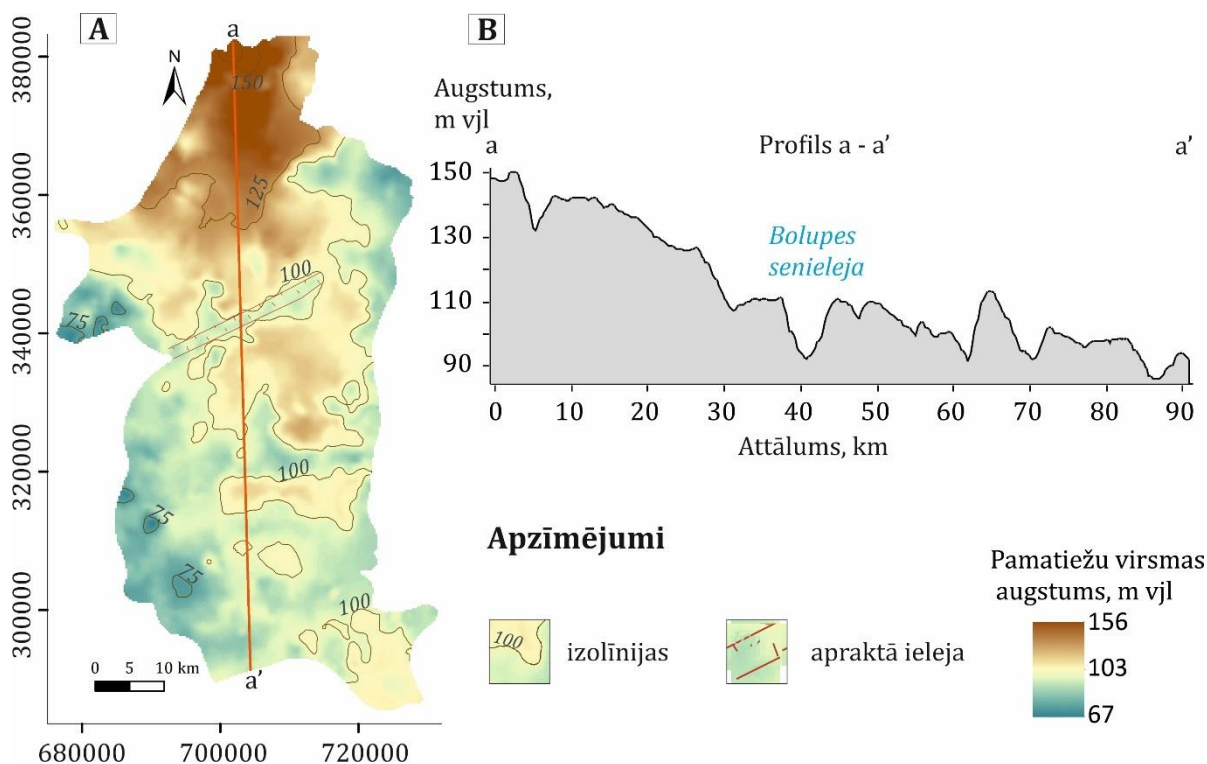 A
a
N
380000
360000
340000
320000
300000
150
125
100
75
100
75
75
100
0 5 10 km
a'
680000 700000 720000
B
Augstums,
m vjl
a
Profils a - a’
a’
150
130
110
90
Bolupes
senieleja
0 10 20 30 40 50 60 70 80 90
Attālums, km
Apzīmējumi
100
izolīnijas
apraktā ieleja
Pamatiežu virsmas
augstums, m vjl
156
103
67